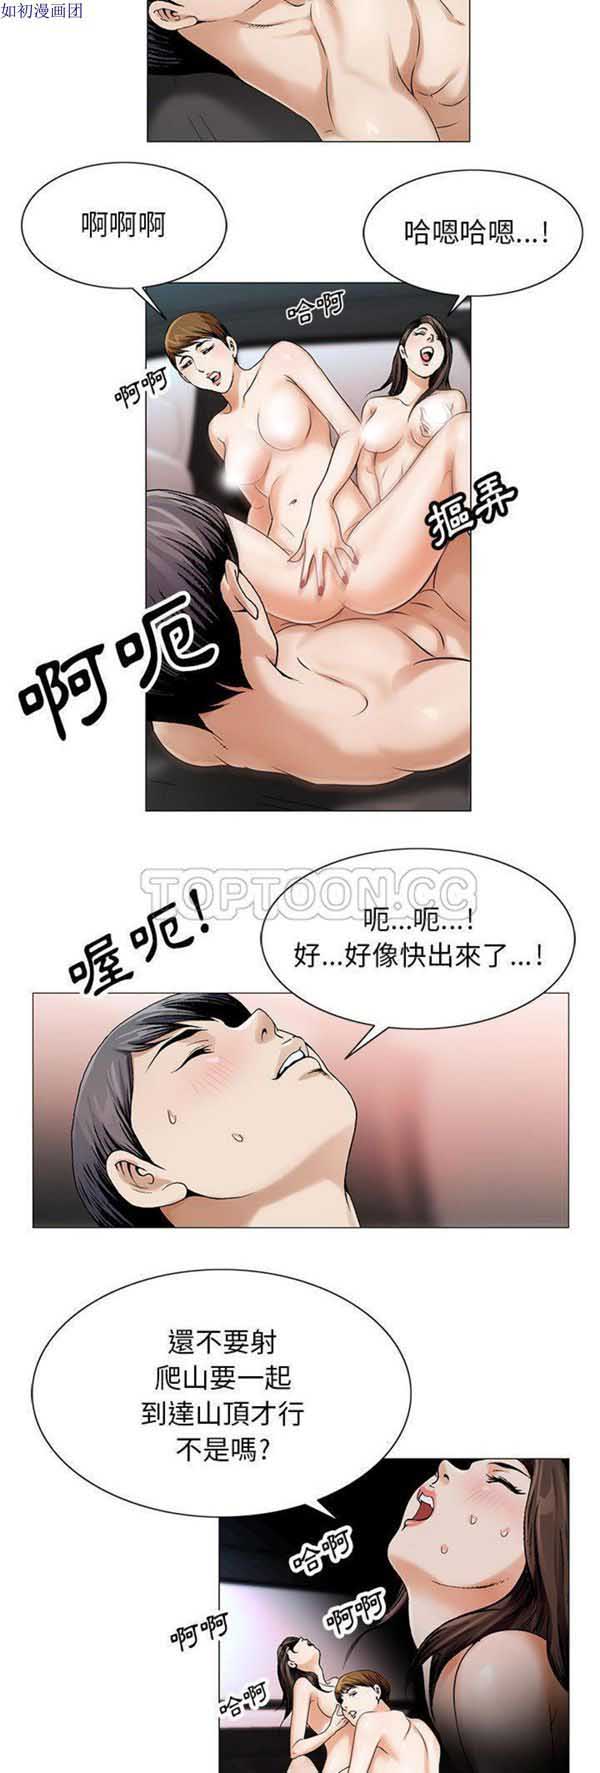 如初漫画团
啊啊啊
哈嗯哈嗯...!
哈啊
啊啊
摳弄
啊呃
TOPTOON.CC
喔呃!
呃...呃...!
好...好像快出來了...!
還不要射
爬山要一起
到達山頂才行
不是嗎?
哈啊
啊啊
啊啊
哈啊